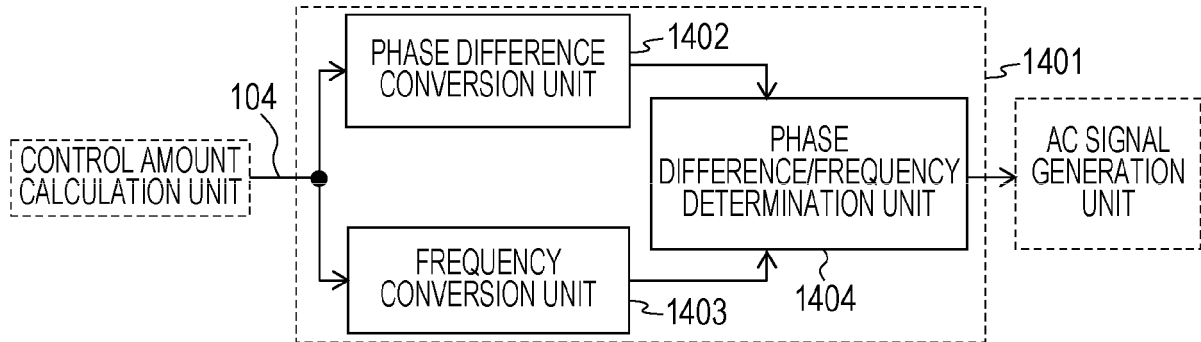 PHASE DIFFERENCE
CONVERSION UNIT
1402
1401
104
CONTROL AMOUNT
CALCULATION UNIT
PHASE
DIFFERENCE/FREQUENCY
DETERMINATION UNIT
AC SIGNAL
GENERATION
UNIT
FREQUENCY
CONVERSION UNIT
1403
1404